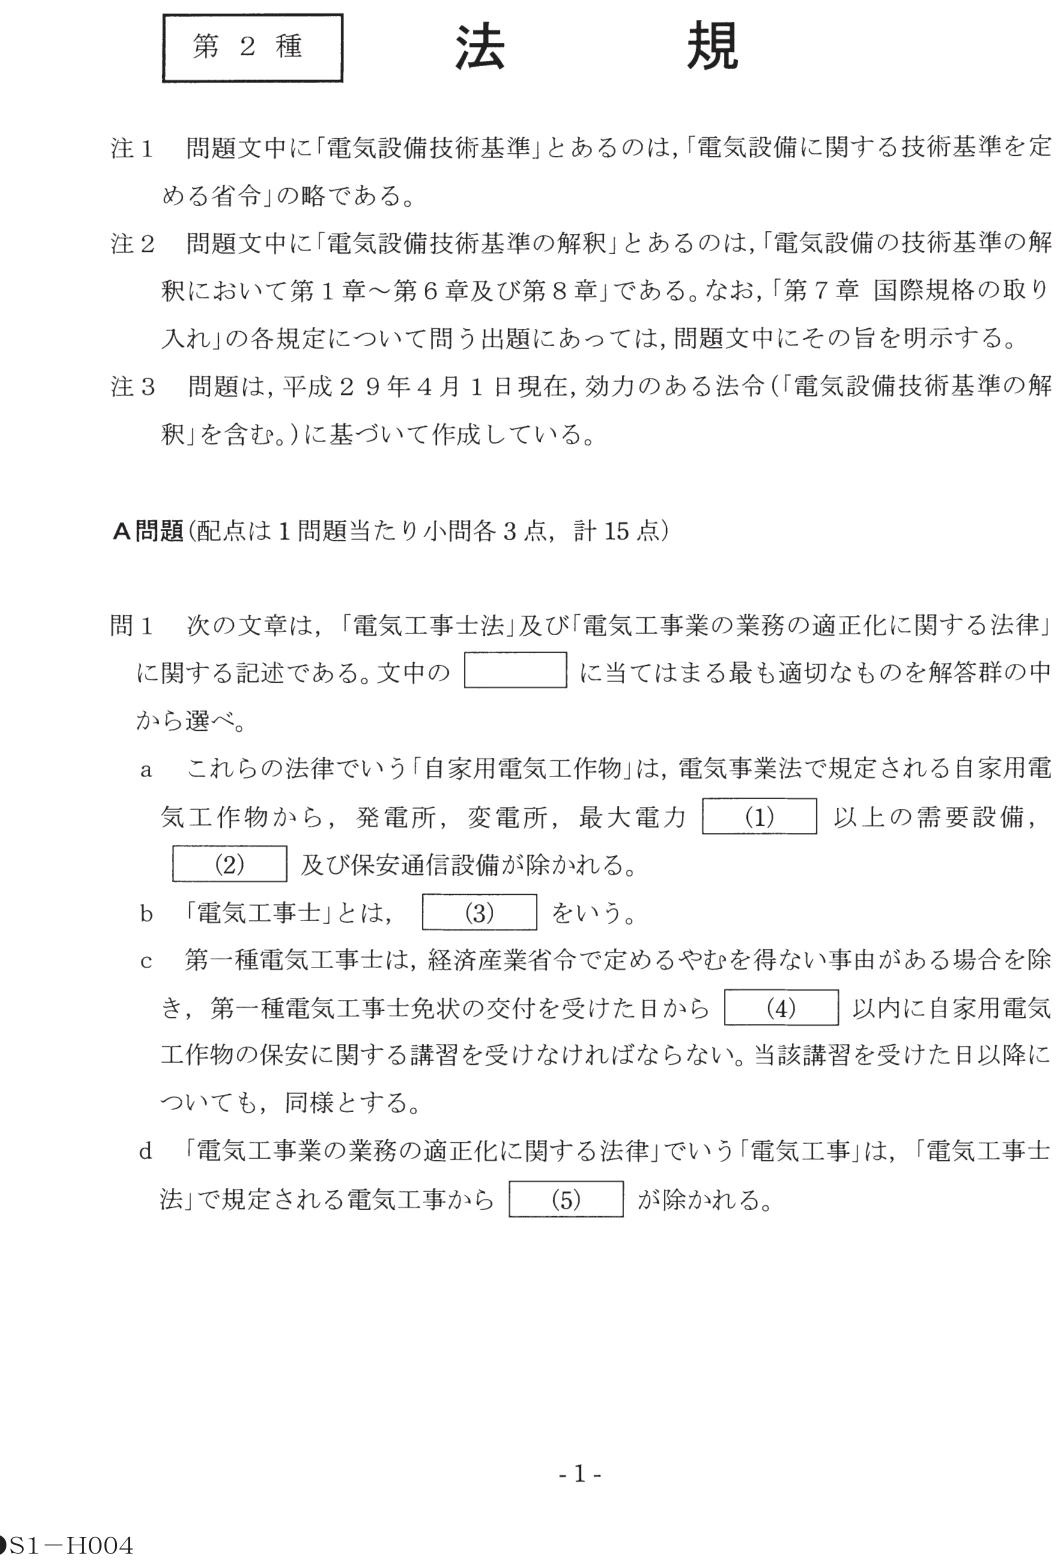 第 2 種
法 規
注１ 問題文中に「電気設備技術基準」とあるのは，「電気設備に関する技術基準を定
める省令」の略である。
注２ 問題文中に「電気設備技術基準の解釈」とあるのは，「電気設備の技術基準の解
釈において第１章～第６章及び第８章」である。なお，「第７章 国際規格の取り
入れ」の各規定について問う出題にあっては，問題文中にその旨を明示する。
注３ 問題は，平成２９年４月１日現在，効力のある法令（「電気設備技術基準の解
釈」を含む。）に基づいて作成している。
Ａ問題（配点は 1 問題当たり小問各 3 点，計 15 点）
問１ 次の文章は，「電気工事士法」及び「電気工事業の業務の適正化に関する法律」
に関する記述である。文中の に当てはまる最も適切なものを解答群の中
から選べ。
a これらの法律でいう「自家用電気工作物」は，電気事業法で規定される自家用電
気工作物から，発電所，変電所，最大電力 (1) 以上の需要設備，
(2) 及び保安通信設備が除かれる。
b 「電気工事士」とは， (3) をいう。
c 第一種電気工事士は，経済産業省令で定めるやむを得ない事由がある場合を除
き，第一種電気工事士免状の交付を受けた日から (4) 以内に自家用電気
工作物の保安に関する講習を受けなければならない。当該講習を受けた日以降に
ついても，同様とする。
d 「電気工事業の業務の適正化に関する法律」でいう「電気工事」は，「電気工事士
法」で規定される電気工事から (5) が除かれる。
- 1 -
●S1－H004